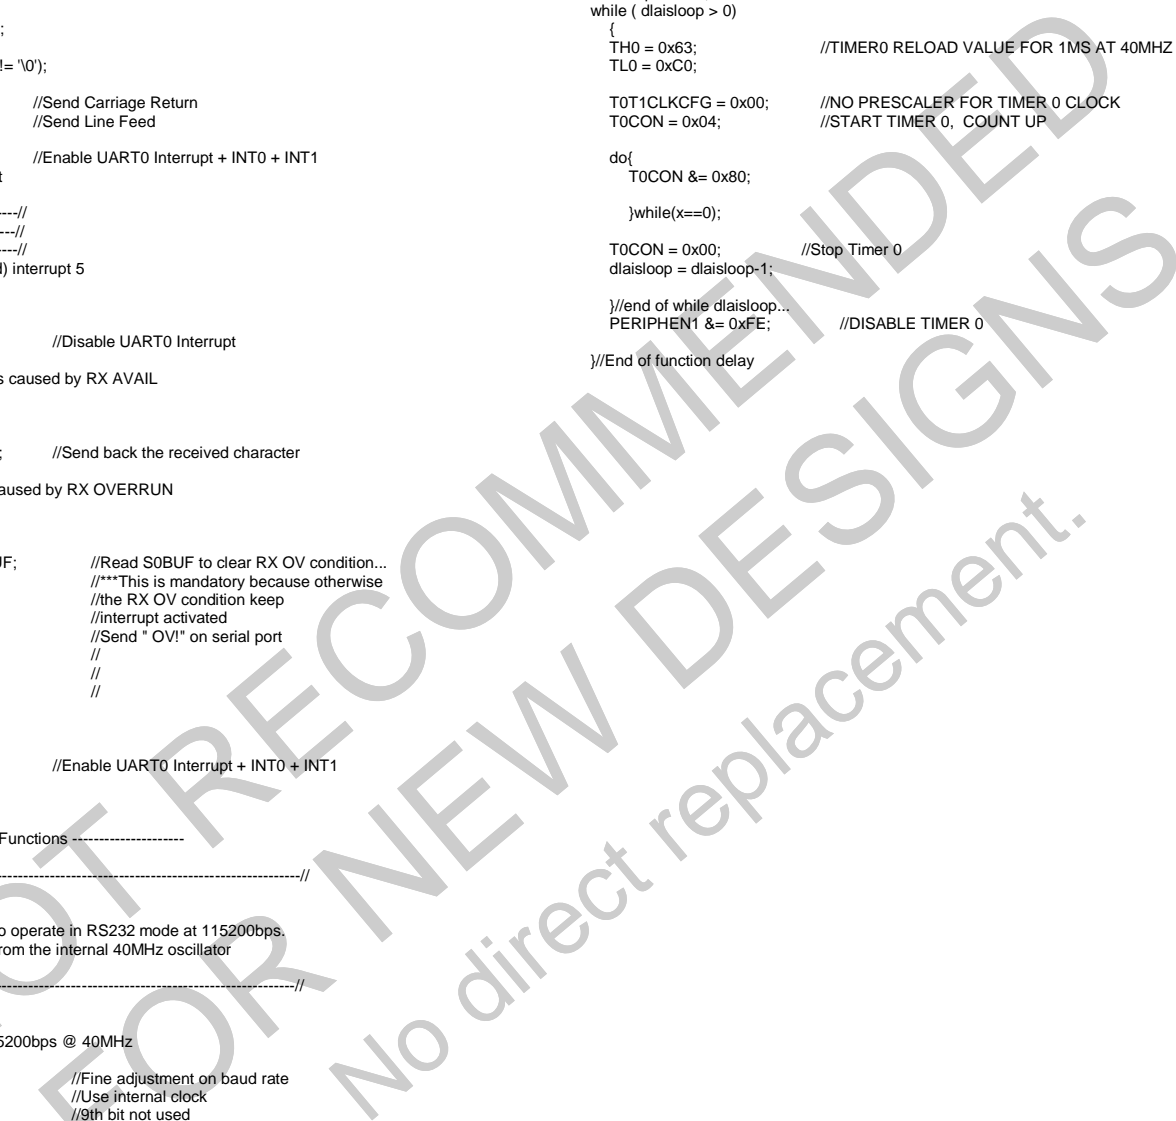 ;
!= '\0');
//Send Carriage Return
//Send Line Feed
//Enable UART0 Interrupt + INT0 + INT1
t
----//
---//
----//
) interrupt 5
//Disable UART0 Interrupt
s caused by RX AVAIL
; //Send back the received character
aused by RX OVERRUN
UF; //Read S0BUF to clear RX OV condition...
//***This is mandatory because otherwise
//the RX OV condition keep
//interrupt activated
//Send " OV!" on serial port
//
//
//
//Enable UART0 Interrupt + INT0 + INT1
Functions ---------------------
-----------------------------------------------------------//
o operate in RS232 mode at 115200bps.
rom the internal 40MHz oscillator
----------------------------------------------------------//
5200bps @ 40MHz
//Fine adjustment on baud rate
//Use internal clock
//9th bit not used
while ( dlaisloop > 0)
{
TH0 = 0x63; //TIMER0 RELOAD VALUE FOR 1MS AT 40MHZ
TL0 = 0xC0;
T0T1CLKCFG = 0x00; //NO PRESCALER FOR TIMER 0 CLOCK
T0CON = 0x04; //START TIMER 0, COUNT UP
do{
T0CON &= 0x80;
}while(x==0);
T0CON = 0x00; //Stop Timer 0
dlaisloop = dlaisloop-1;
}//end of while dlaisloop...
PERIPHEN1 &= 0xFE; //DISABLE TIMER 0
}//End of function delay
OT RECOMMENDED
FOR NEW DESIGNS
No direct replacement.